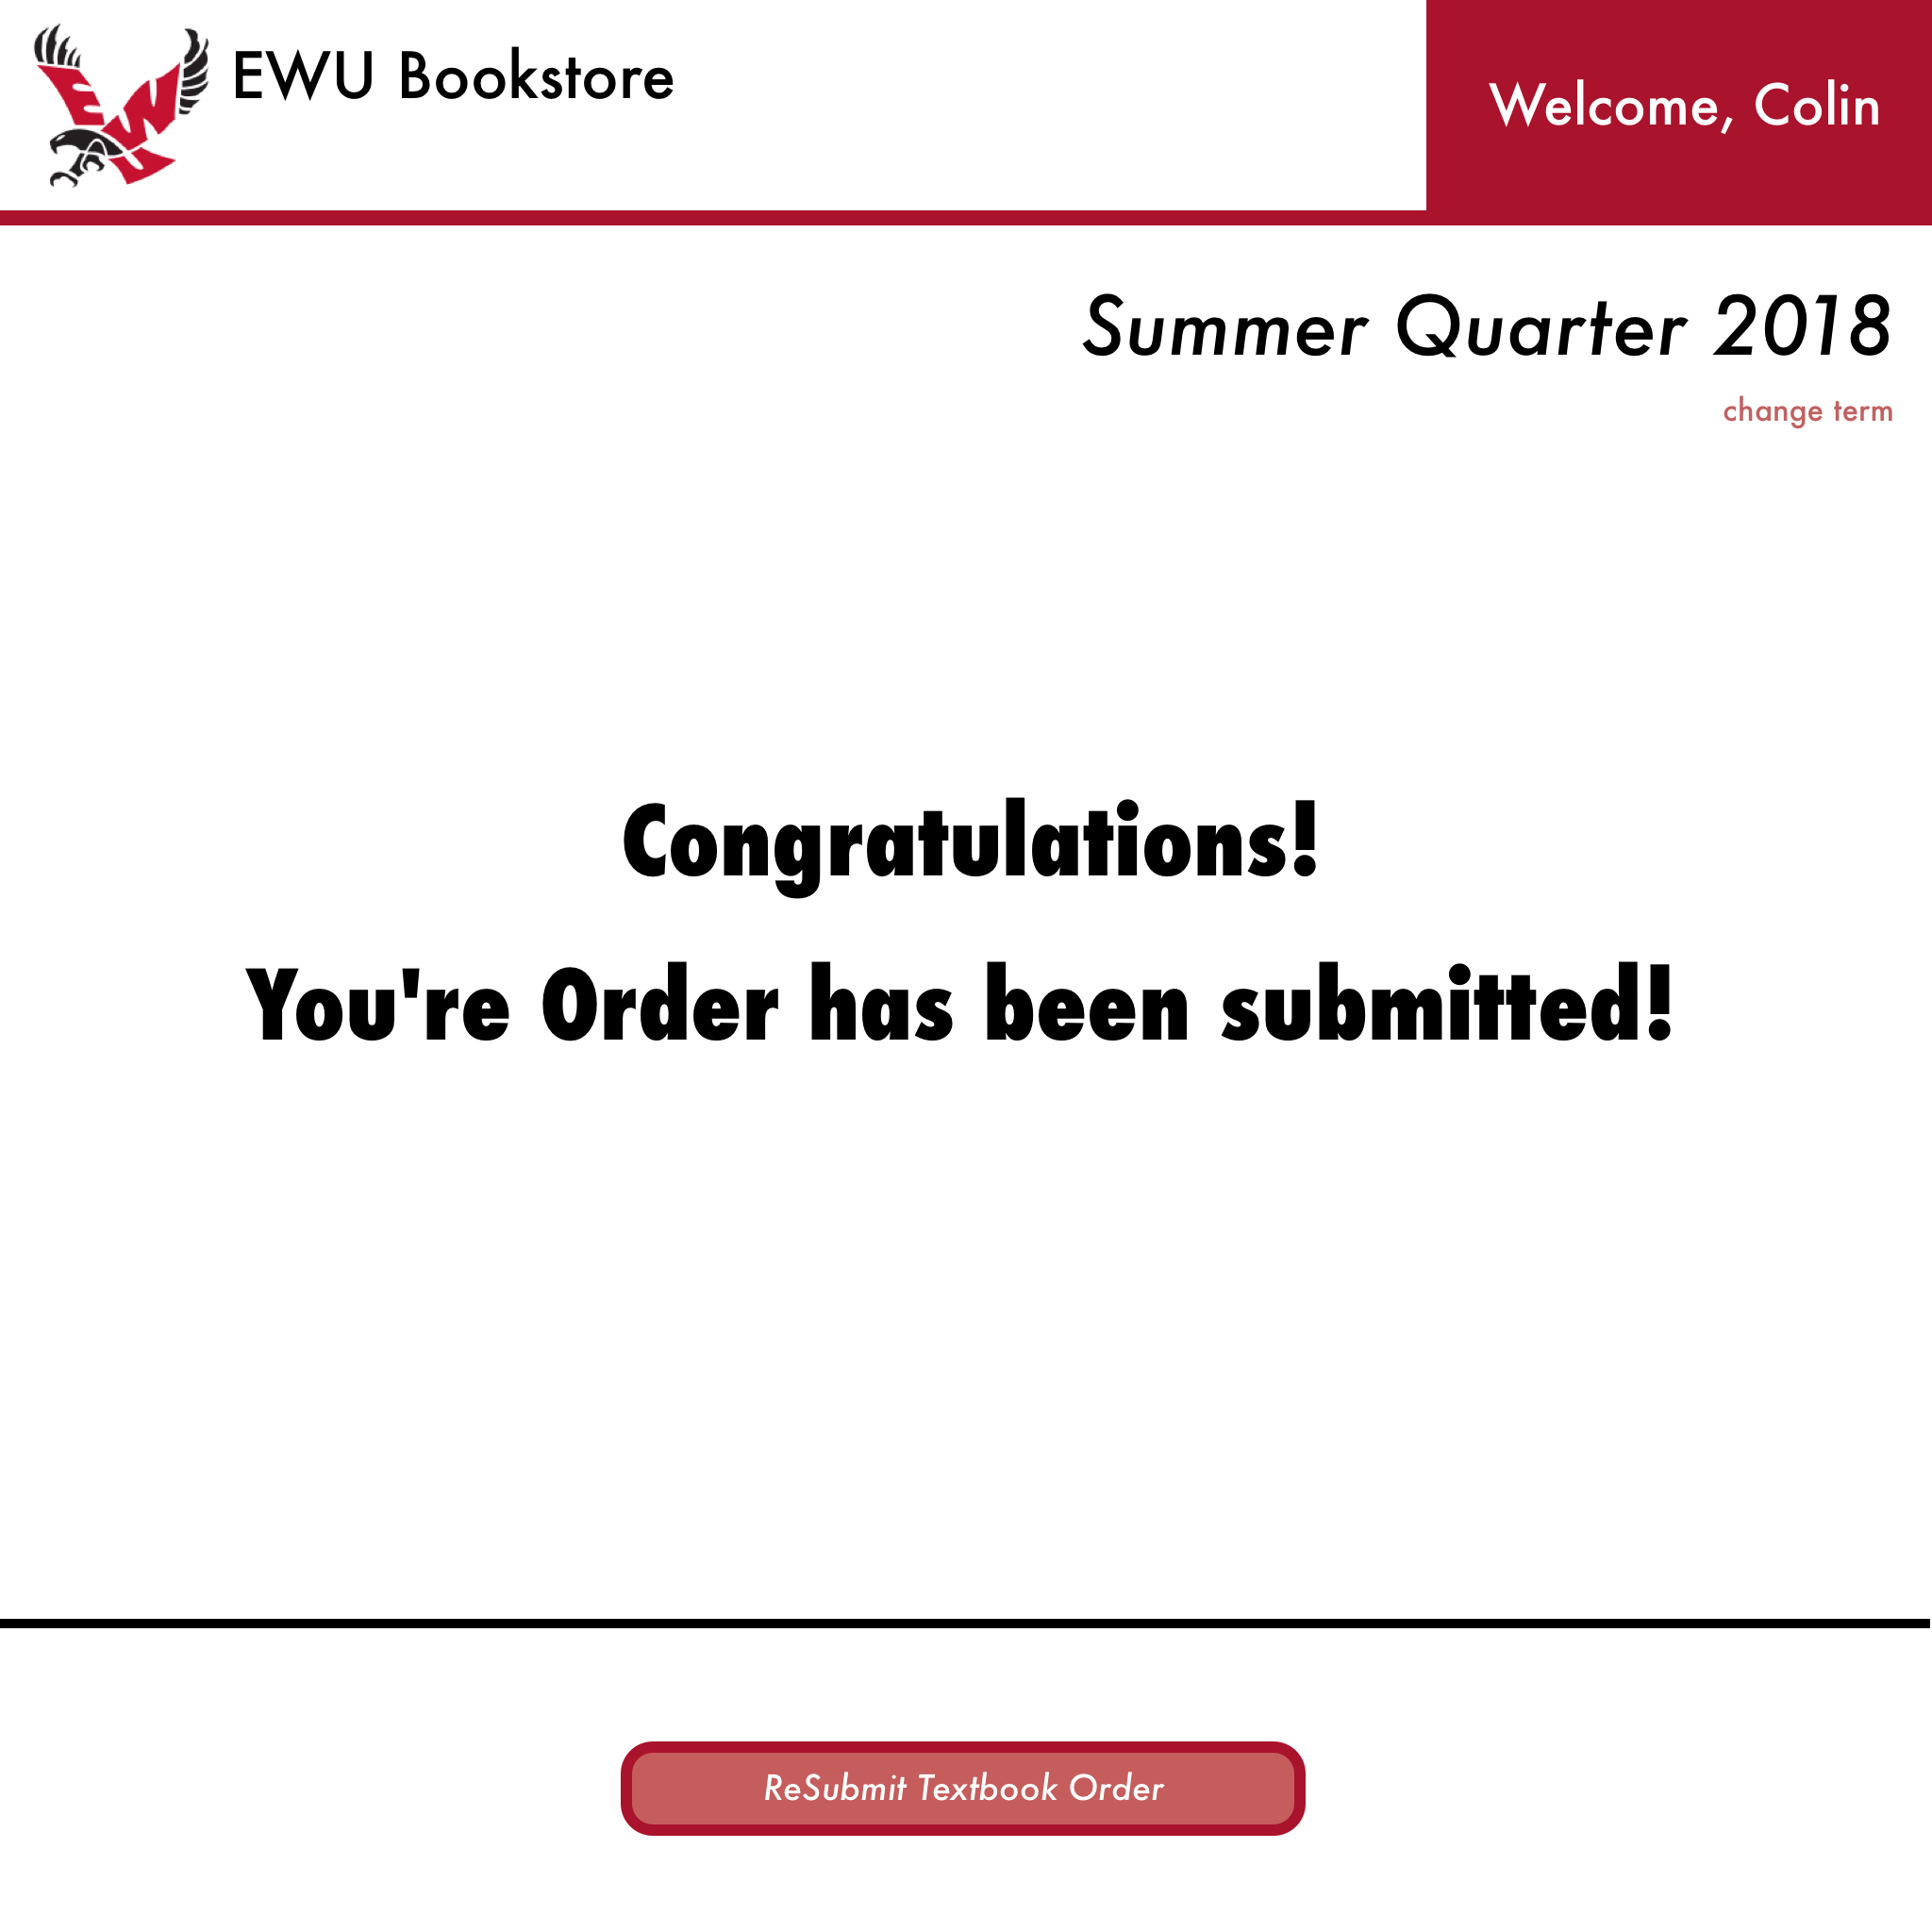 EWU
EWU Bookstore
Welcome, Colin
Summer Quarter 2018
change term
Congratulations!
You're Order has been submitted!
ReSubmit Textbook Order